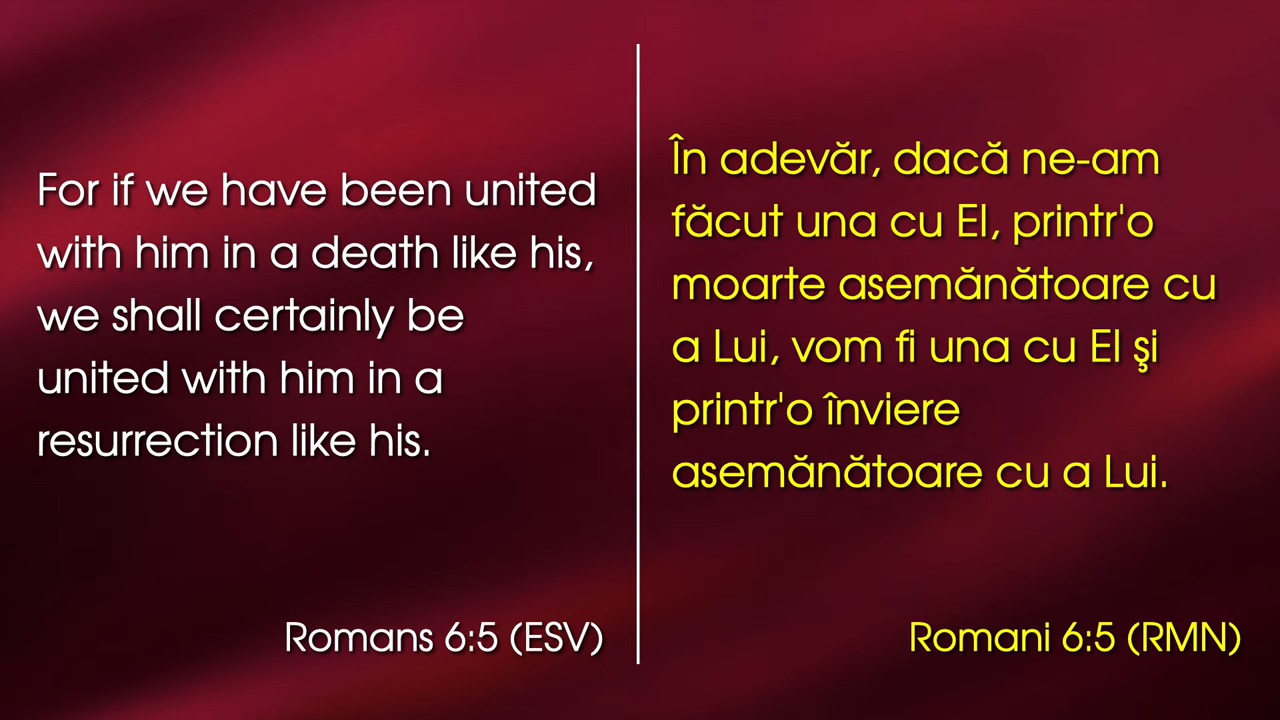 For if we have been united
with him in a death like his,
we shall certainly be
united with him in a
resurrection like his.
Romans 6:5 (ESV)
În adevăr, dacă ne-am
făcut una cu El, printr'o
moarte asemănătoare cu
a Lui, vom fi una cu El şi
printr'o înviere
asemănătoare cu a Lui.
Romani 6:5 (RMN)